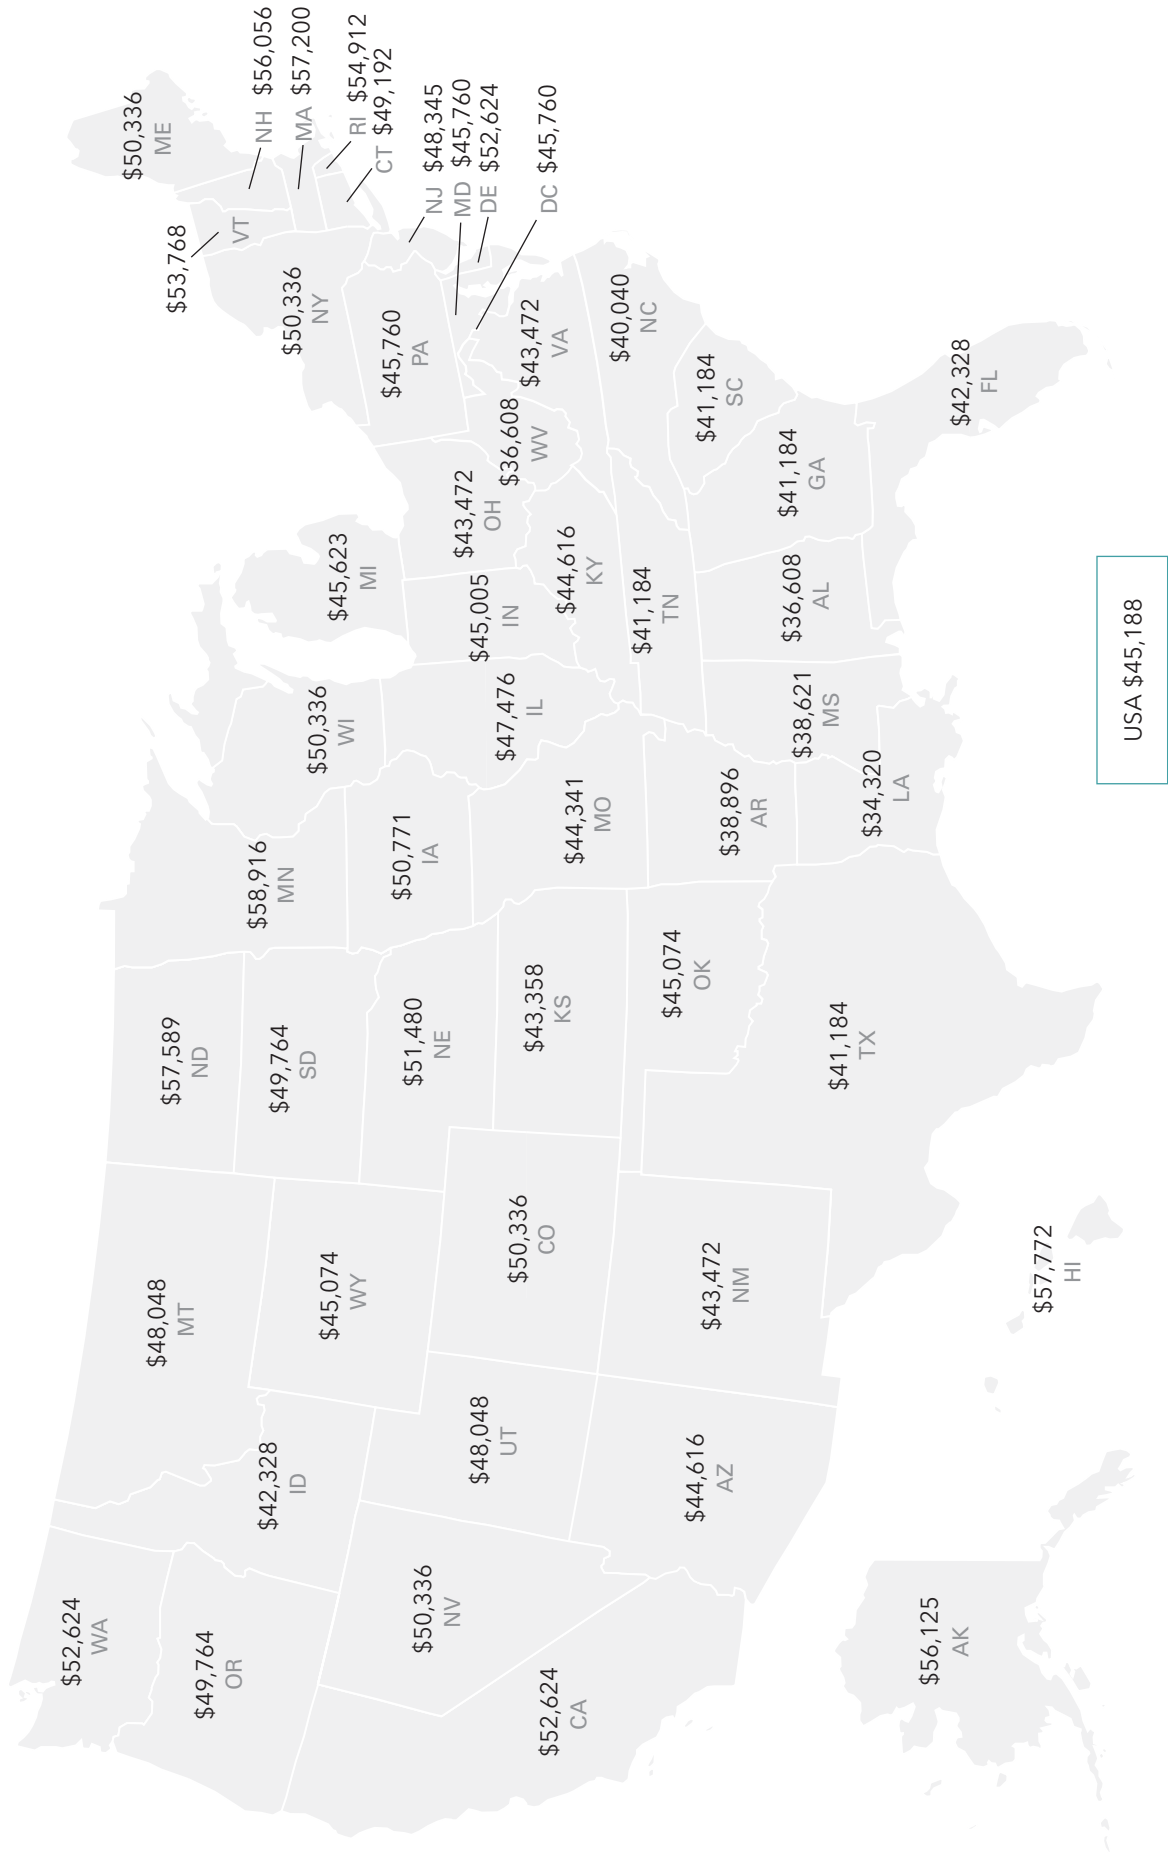 $52,624
WA
$49,764
OR
$52,624
CA
$50,336
NV
$42,328
ID
$48,048
MT
$45,074
WY
$48,048
UT
$44,616
AZ
$50,336
CO
$43,472
NM
$57,589
ND
$49,764
SD
$51,480
NE
$43,358
KS
$45,074
OK
$41,184
TX
$58,916
MN
$50,771
IA
$44,341
MO
$38,896
AR
$34,320
LA
$50,336
WI
$47,476
IL
$45,623
MI
$45,005
IN
$43,472
OH
$44,616
KY
$41,184
TN
$38,621
MS
$36,608
AL
$41,184
GA
$42,328
FL
$41,184
SC
$40,040
NC
$43,472
VA
$36,608
WV
$45,760
PA
$50,336
NY
$53,768
VT
$50,336
ME
NH $56,056
MA $57,200
RI $54,912
CT $49,192
NJ $48,345
MD $45,760
DE $52,624
DC $45,760
$56,125
AK
$57,772
HI
USA $45,188